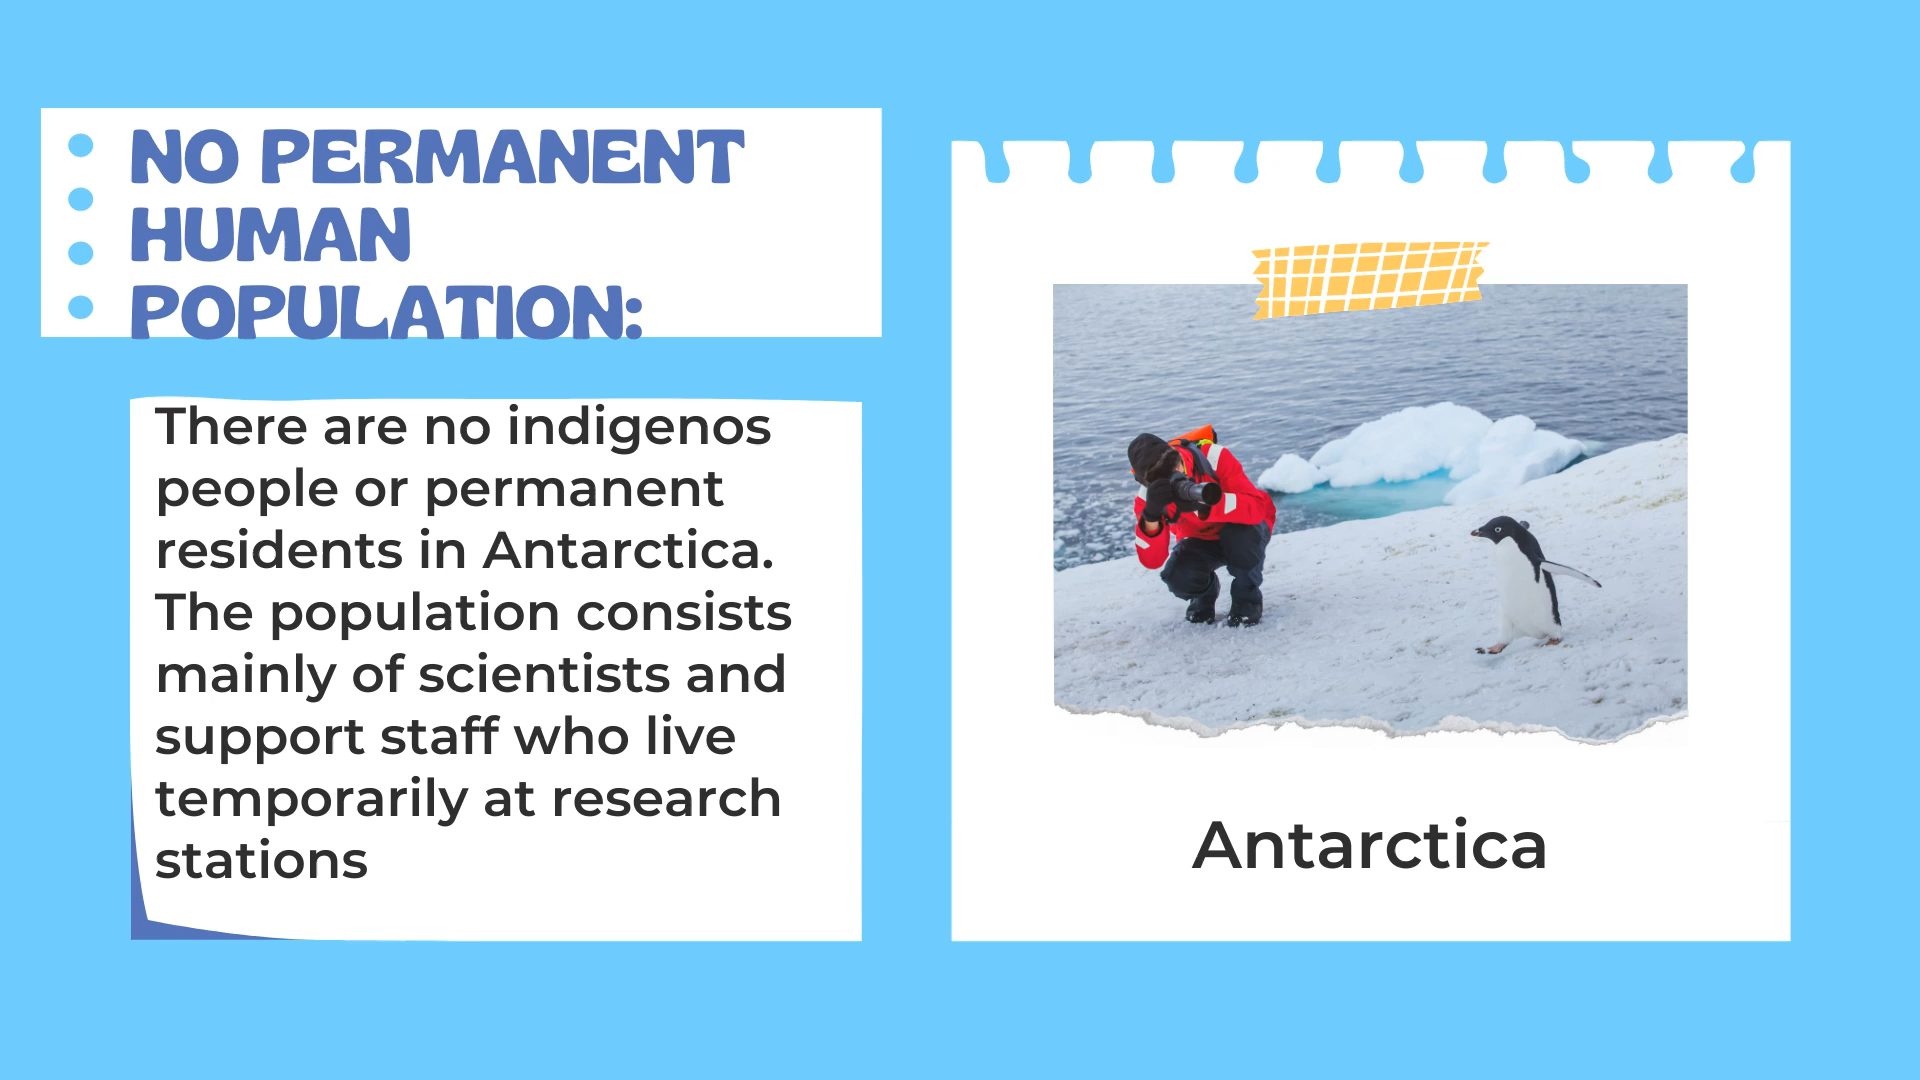 NO PERMANENT
HUMAN
POPULATION:
There are no indigenos
people or permanent
residents in Antarctica.
The population consists
mainly of scientists and
support staff who live
temporarily at research
stations
Antarctica